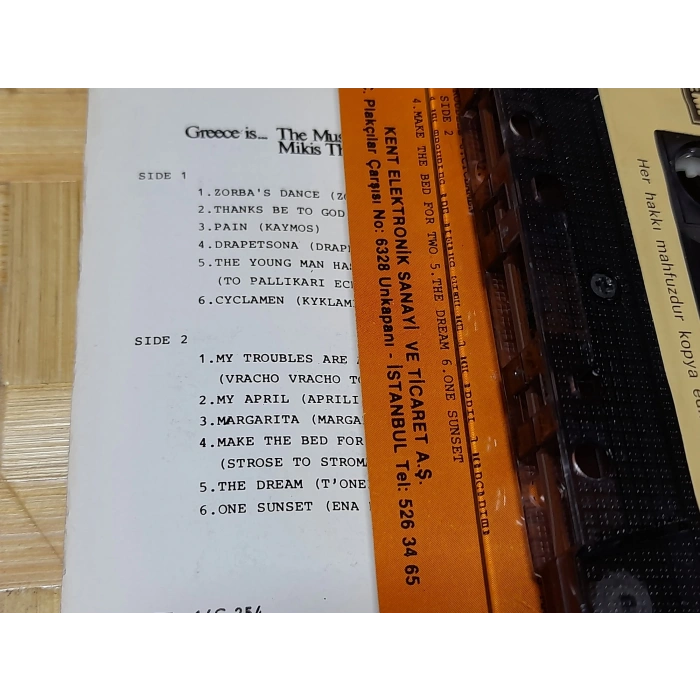 Greece is... The Mus
Mikis Th
SIDE 1
1.ZORBA'S DANCE (Z
2.THANKS BE TO GOD
3.PAIN (KAYMOS)
4.DRAPETSONA (DRAP
5.THE YOUNG MAN HA
(TO PALLIKARI ECH
6.CYCLAMEN (KYKLAM
SIDE 2
1.MY TROUBLES ARE
(VRACHO VRACHO T
2.MY APRIL (APRILI
3.MARGARITA (MARGA
4.MAKE THE BED FOR
(STROSE TO STROM
5.THE DREAM (T'ONE
6.ONE SUNSET (ENA
SIDE 2
4.MAKE THE BED FOR TWO 5.THE DREAM 6.ONE SUNSET
KENT ELEKTRONİK SANAYİ VE TİCARET A.Ş.
Plakçılar Çarşısı No: 6328 Unkapanı - İSTANBUL Tel: 526 34 65
Her hakkı mahfuzdur kopya